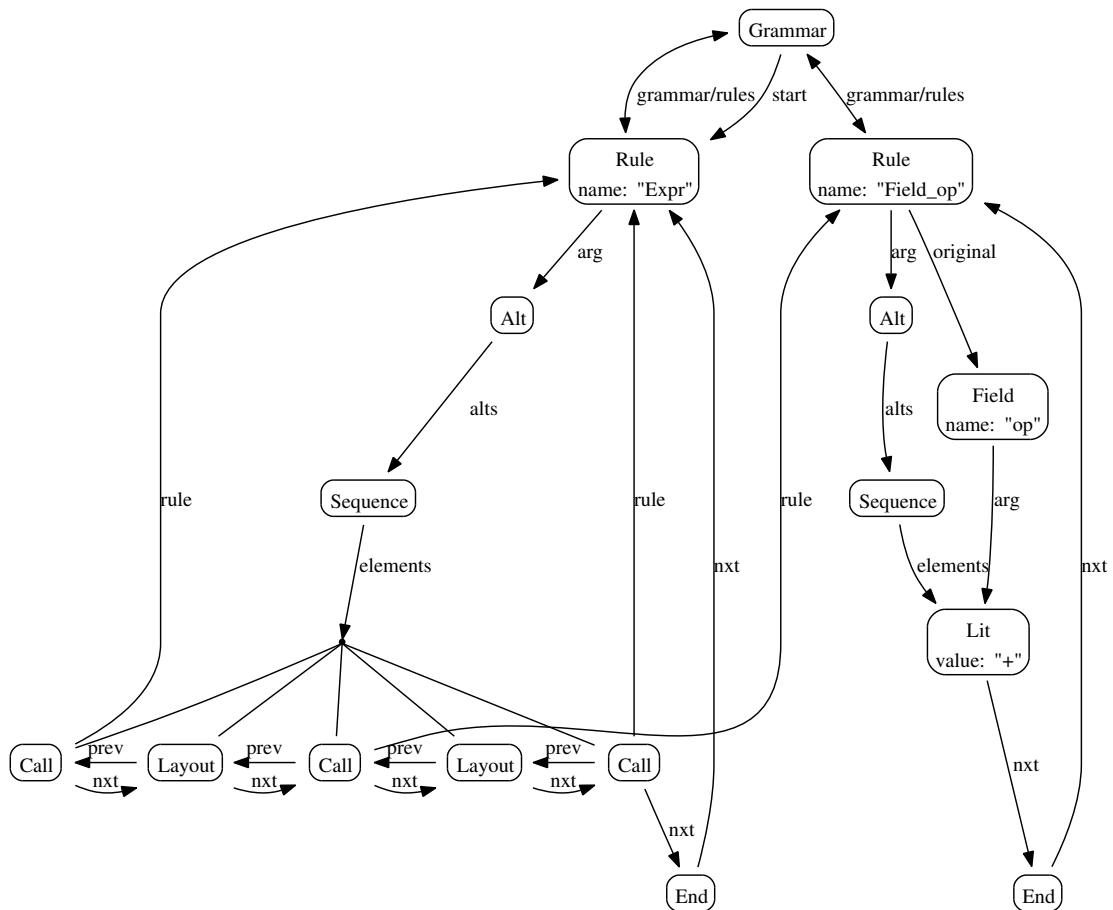 Grammar
grammar/rules
start
grammar/rules
Rule
name: "Expr"
Rule
name: "Field_op"
arg
arg
original
Alt
Alt
Field
name: "op"
alts
alts
Sequence
Sequence
rule
rule
rule
arg
elements
elements
nxt
nxt
Lit
value: "+"
prev
prev
prev
prev
Call
Layout
Call
Layout
Call
nxt
nxt
nxt
nxt
nxt
nxt
End
End